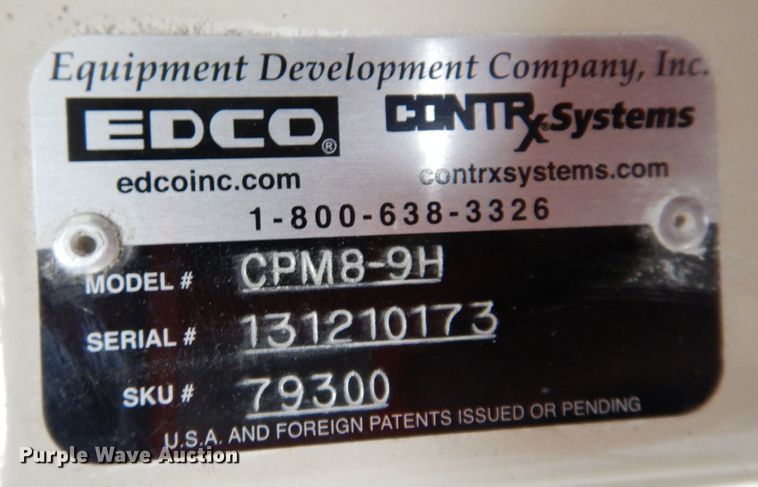 Equipment Development Company, Inc.
EDCO® CONTRx®Systems
edcoinc.com contrxsystems.com
1-800-638-3326
MODEL # CPM8-9H
SERIAL # 131210173
SKU # 79300
U.S.A. AND FOREIGN PATENTS ISSUED OR PENDING
Purple Wave Auction